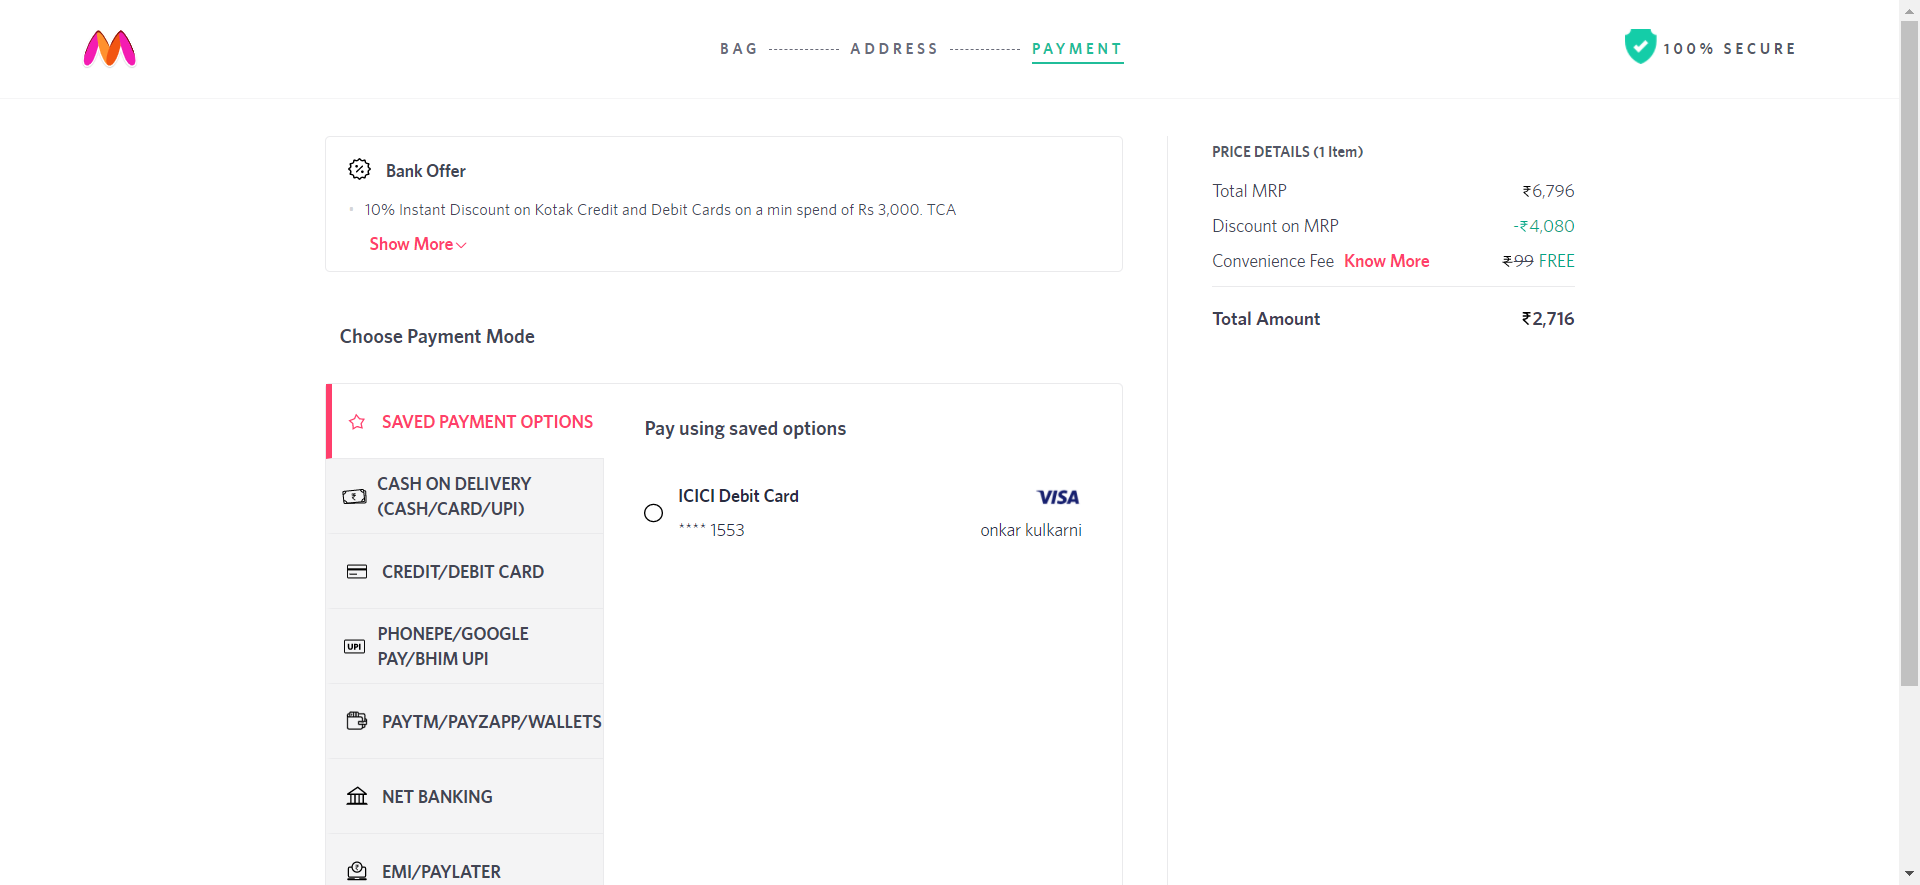 BAG ADDRESS PAYMENT
100% SECURE
Bank Offer
10% Instant Discount on Kotak Credit and Debit Cards on a min spend of Rs 3,000. TCA
Show More
Choose Payment Mode
SAVED PAYMENT OPTIONS
CASH ON DELIVERY
(CASH/CARD/UPI)
CREDIT/DEBIT CARD
UPI
PHONEPE/GOOGLE
PAY/BHIM UPI
PAYTM/PAYZAPP/WALLETS
NET BANKING
EMI/PAYLATER
Pay using saved options
ICICI Debit Card VISA
**** 1553 onkar kulkarni
PRICE DETAILS (1 Item)
Total MRP ₹6,796
Discount on MRP -₹4,080
Convenience Fee Know More ₹99 FREE
Total Amount ₹2,716